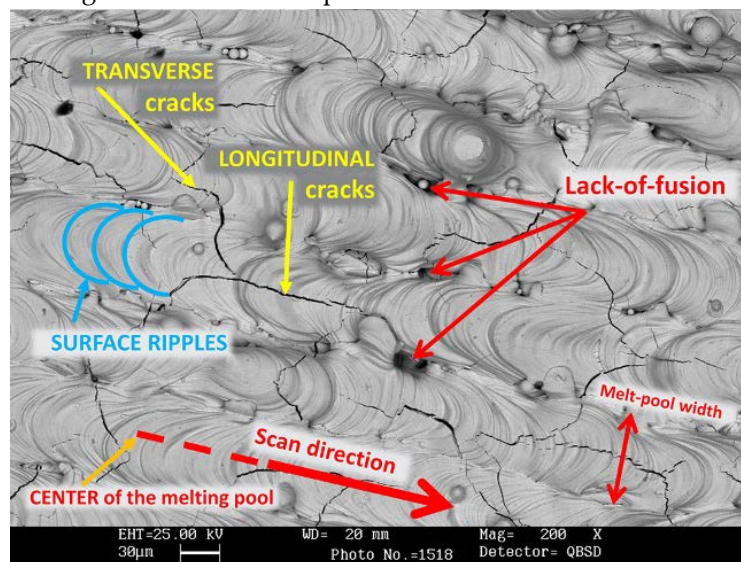 TRANSVERSE
cracks
LONGITUDINAL
cracks
Lack-of-fusion
SURFACE RIPPLES
Melt-pool width
Scan direction
CENTER of the melting pool
EHT=25.00 kV WD= 20 mm Mag= 200 X
30µm Photo No.=1518 Detector= QBSD